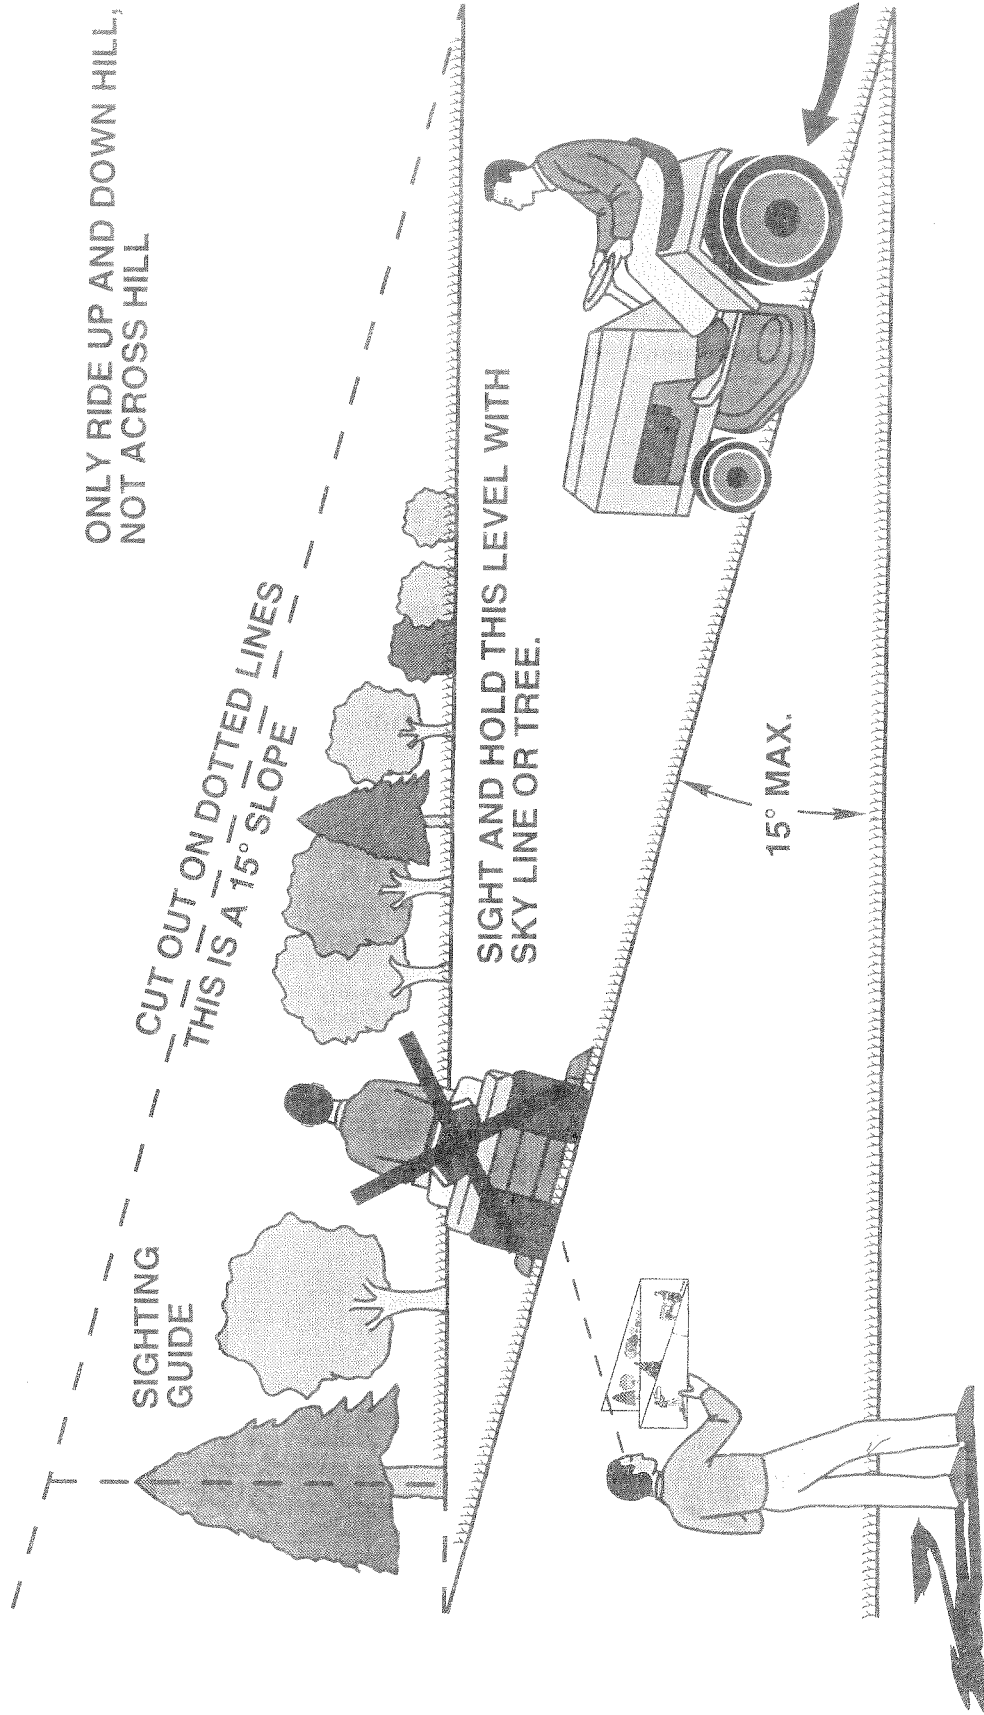 ONLY RIDE UP AND DOWN HILL,
NOT ACROSS HILL
CUT OUT ON DOTTED LINES
THIS IS A 15° SLOPE
SIGHTING
GUIDE
SIGHT AND HOLD THIS LEVEL WITH
SKY LINE OR TREE.
15° MAX.